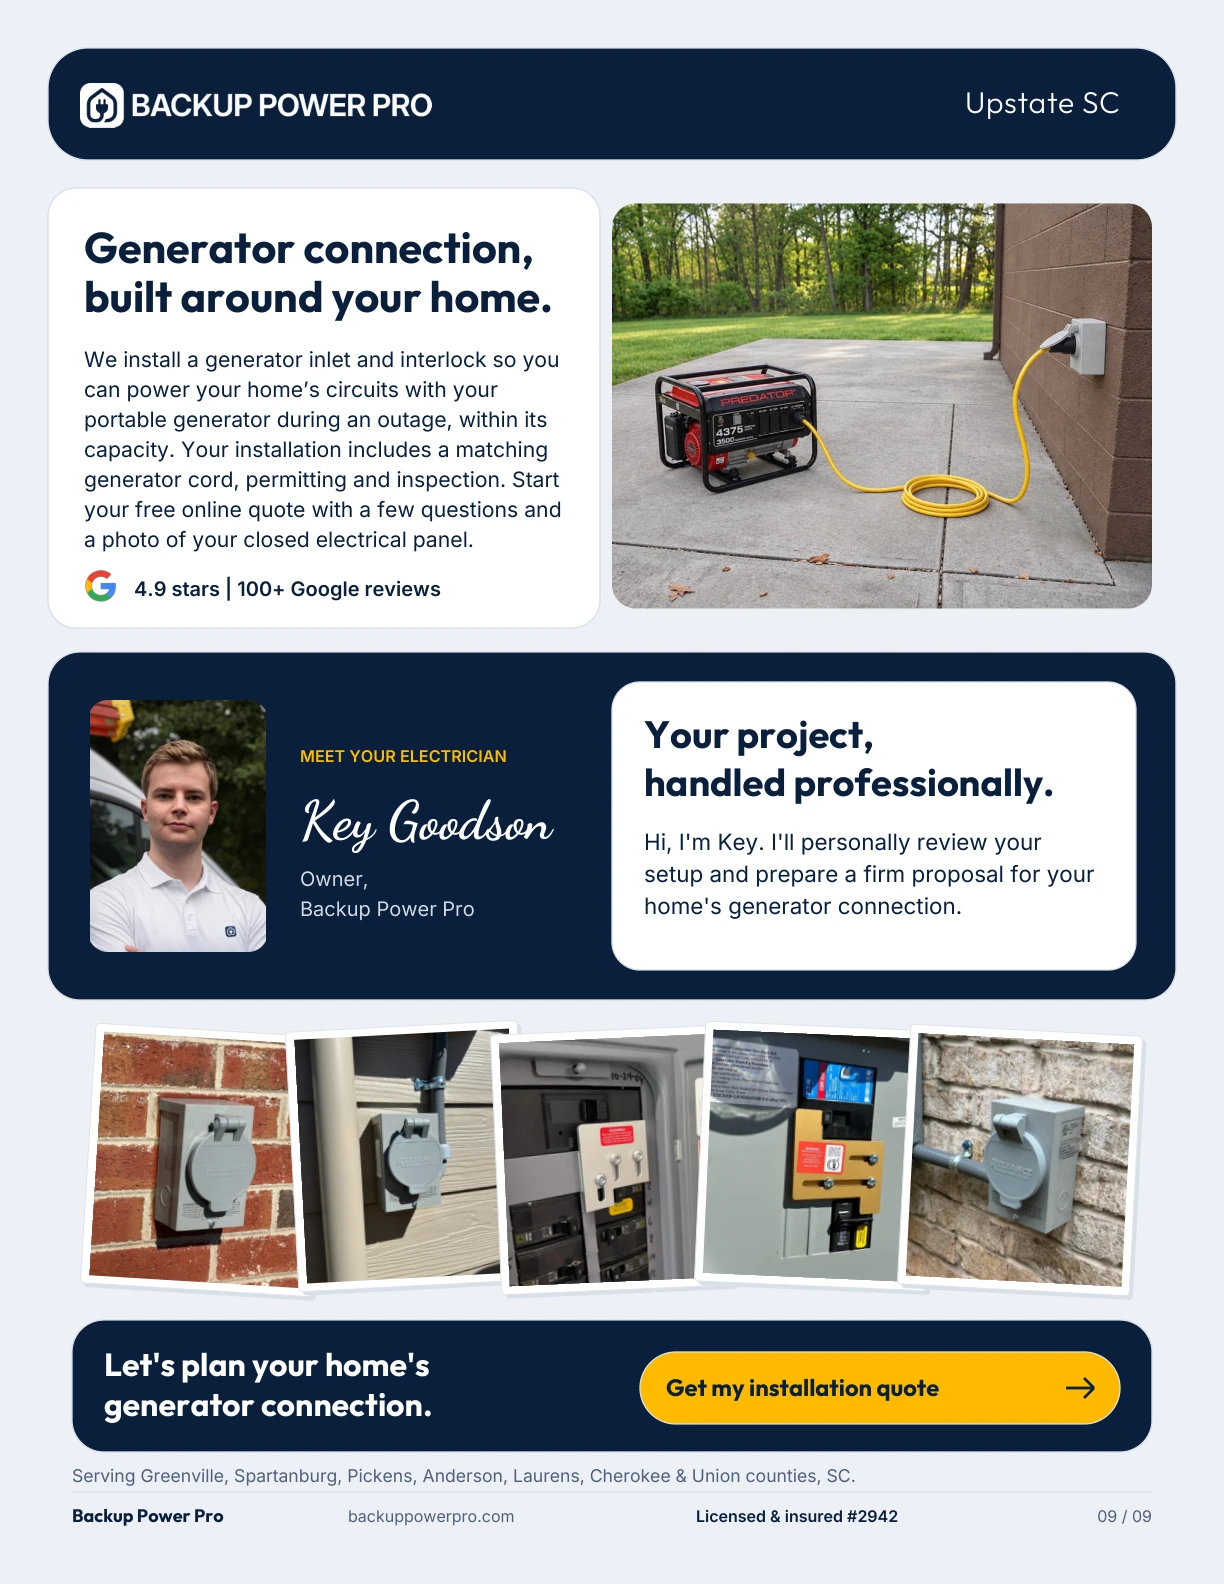 BACKUP POWER PRO
Upstate SC
Generator connection,
built around your home.
We install a generator inlet and interlock so you
can power your home’s circuits with your
portable generator during an outage, within its
capacity. Your installation includes a matching
generator cord, permitting and inspection. Start
your free online quote with a few questions and
a photo of your closed electrical panel.
4.9 stars | 100+ Google reviews
PREDATOR
4375
3500
MEET YOUR ELECTRICIAN
Key Goodson
Owner,
Backup Power Pro
Your project,
handled professionally.
Hi, I'm Key. I'll personally review your
setup and prepare a firm proposal for your
home's generator connection.
10-24-04
Let's plan your home's
generator connection.
Get my installation quote
Serving Greenville, Spartanburg, Pickens, Anderson, Laurens, Cherokee & Union counties, SC.
Backup Power Pro
backuppowerpro.com
Licensed & insured #2942
09 / 09